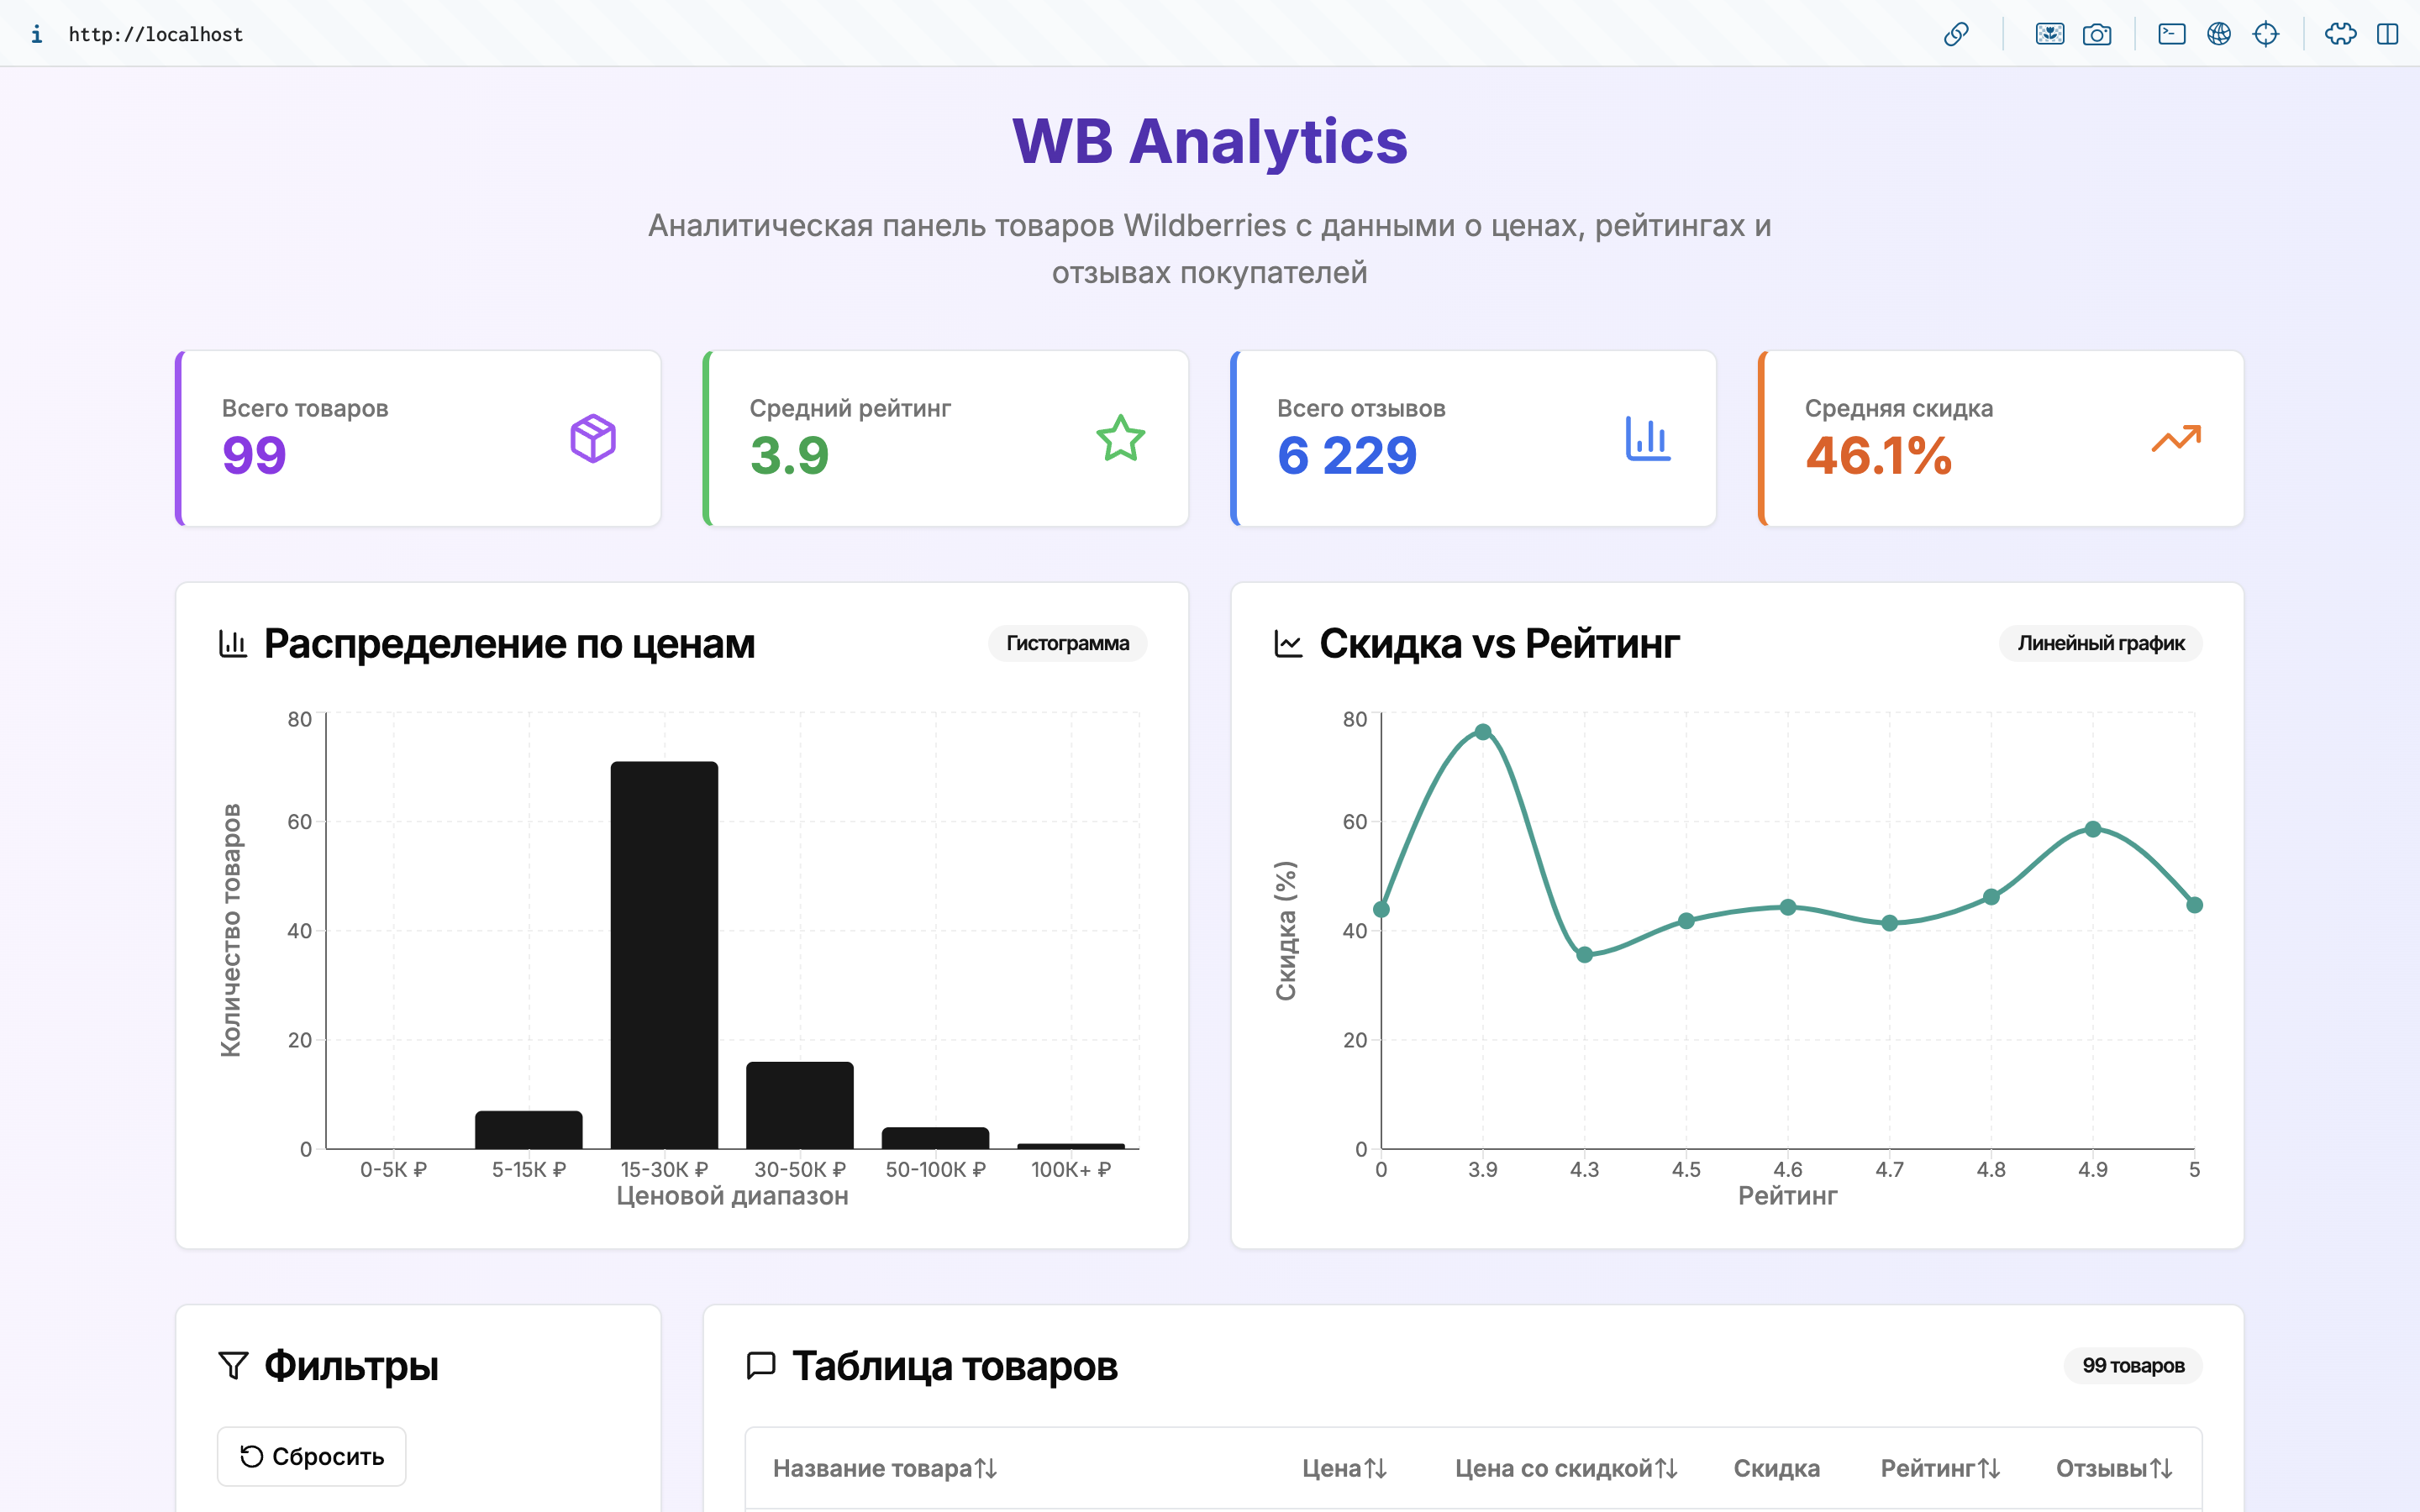 i http://localhost
WB Analytics
Аналитическая панель товаров Wildberries с данными о ценах, рейтингах и
отзывах покупателей
Всего товаров
99
Средний рейтинг
3.9
Всего отзывов
6 229
Средняя скидка
46.1%
Распределение по ценам
Гистограмма
Количество товаров
80
60
40
20
0
0-5K ₽ 5-15K ₽ 15-30K ₽ 30-50K ₽ 50-100K ₽ 100K+ ₽
Ценовой диапазон
Скидка vs Рейтинг
Линейный график
Скидка (%)
80
60
40
20
0
0 3.9 4.3 4.5 4.6 4.7 4.8 4.9 5
Рейтинг
Фильтры
Сбросить
Таблица товаров
99 товаров
Название товара Цена Цена со скидкой Скидка Рейтинг Отзывы